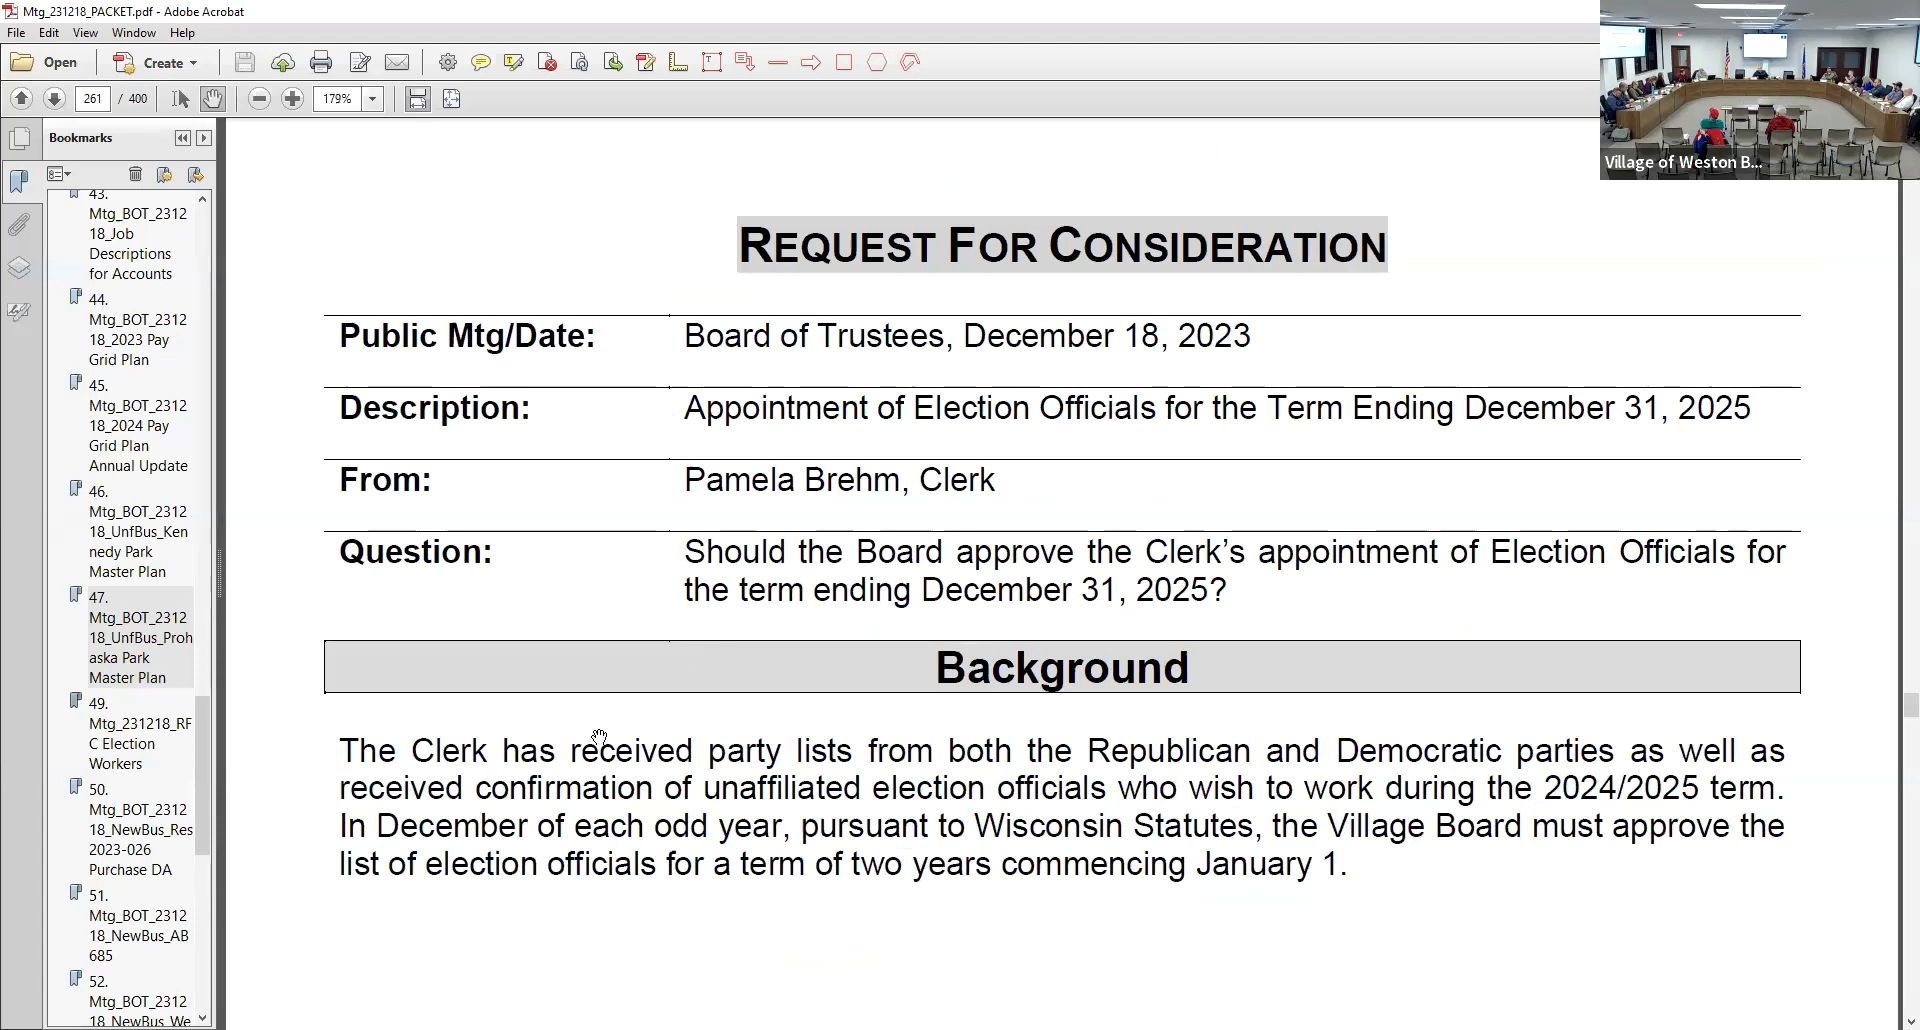 Mtg_231218_PACKET.pdf - Adobe Acrobat
File Edit View Window Help
Open Create
261 / 400 179%
Bookmarks
43.
Mtg_BOT_2312
18_Job
Descriptions
for Accounts
44.
Mtg_BOT_2312
18_2023 Pay
Grid Plan
45.
Mtg_BOT_2312
18_2024 Pay
Grid Plan
Annual Update
46.
Mtg_BOT_2312
18_UnfBus_Ken
nedy Park
Master Plan
47.
Mtg_BOT_2312
18_UnfBus_Proh
aska Park
Master Plan
49.
Mtg_231218_RF
C Election
Workers
50.
Mtg_BOT_2312
18_NewBus_Res
2023-026
Purchase DA
51.
Mtg_BOT_2312
18_NewBus_AB
685
52.
Mtg_BOT_2312
18_NewBus_We
Village of Weston B...
REQUEST FOR CONSIDERATION
Public Mtg/Date: Board of Trustees, December 18, 2023
Description: Appointment of Election Officials for the Term Ending December 31, 2025
From: Pamela Brehm, Clerk
Question: Should the Board approve the Clerk’s appointment of Election Officials for
the term ending December 31, 2025?
Background
The Clerk has received party lists from both the Republican and Democratic parties as well as
received confirmation of unaffiliated election officials who wish to work during the 2024/2025 term.
In December of each odd year, pursuant to Wisconsin Statutes, the Village Board must approve the
list of election officials for a term of two years commencing January 1.